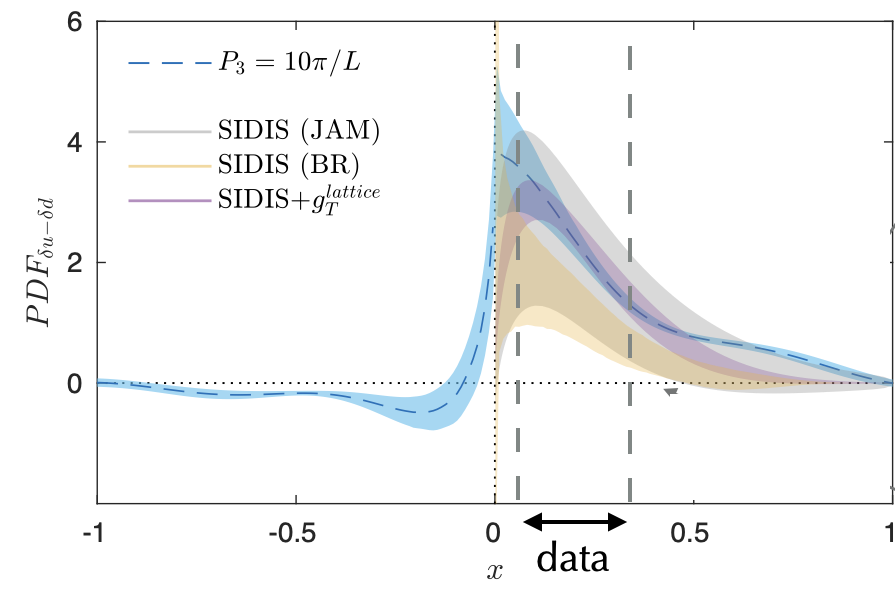 6
P₃ = 10π/L
SIDIS (JAM)
4
SIDIS (BR)
SIDIS+g_T^{lattice}
2
PDF_{δu−δd}
0
-1
-0.5
0
0.5
1
data
x